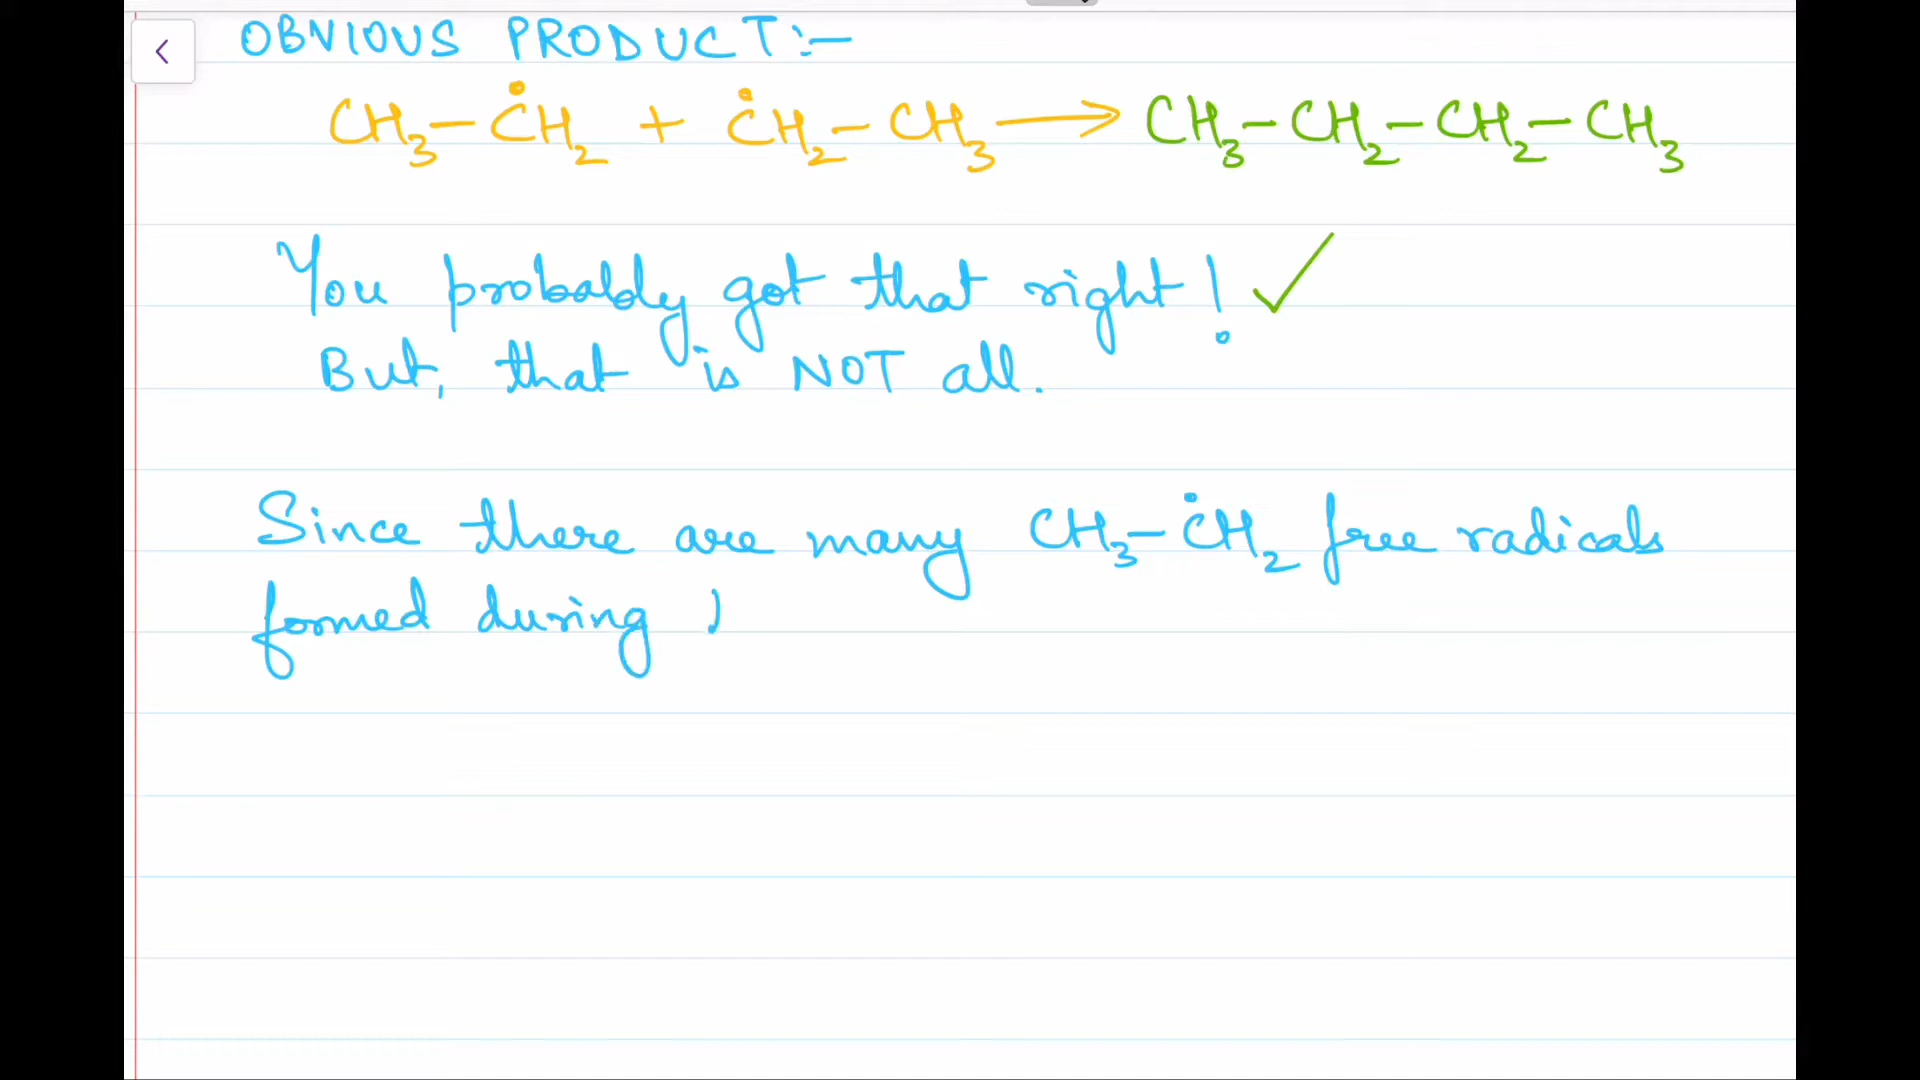 OBVIOUS PRODUCT:-
CH₃-ĊH₂ + ĊH₂-CH₃ → CH₃-CH₂-CH₂-CH₃
You probably got that right! ✓
But, that is NOT all.
Since there are many CH₃-ĊH₂ free radicals
formed during